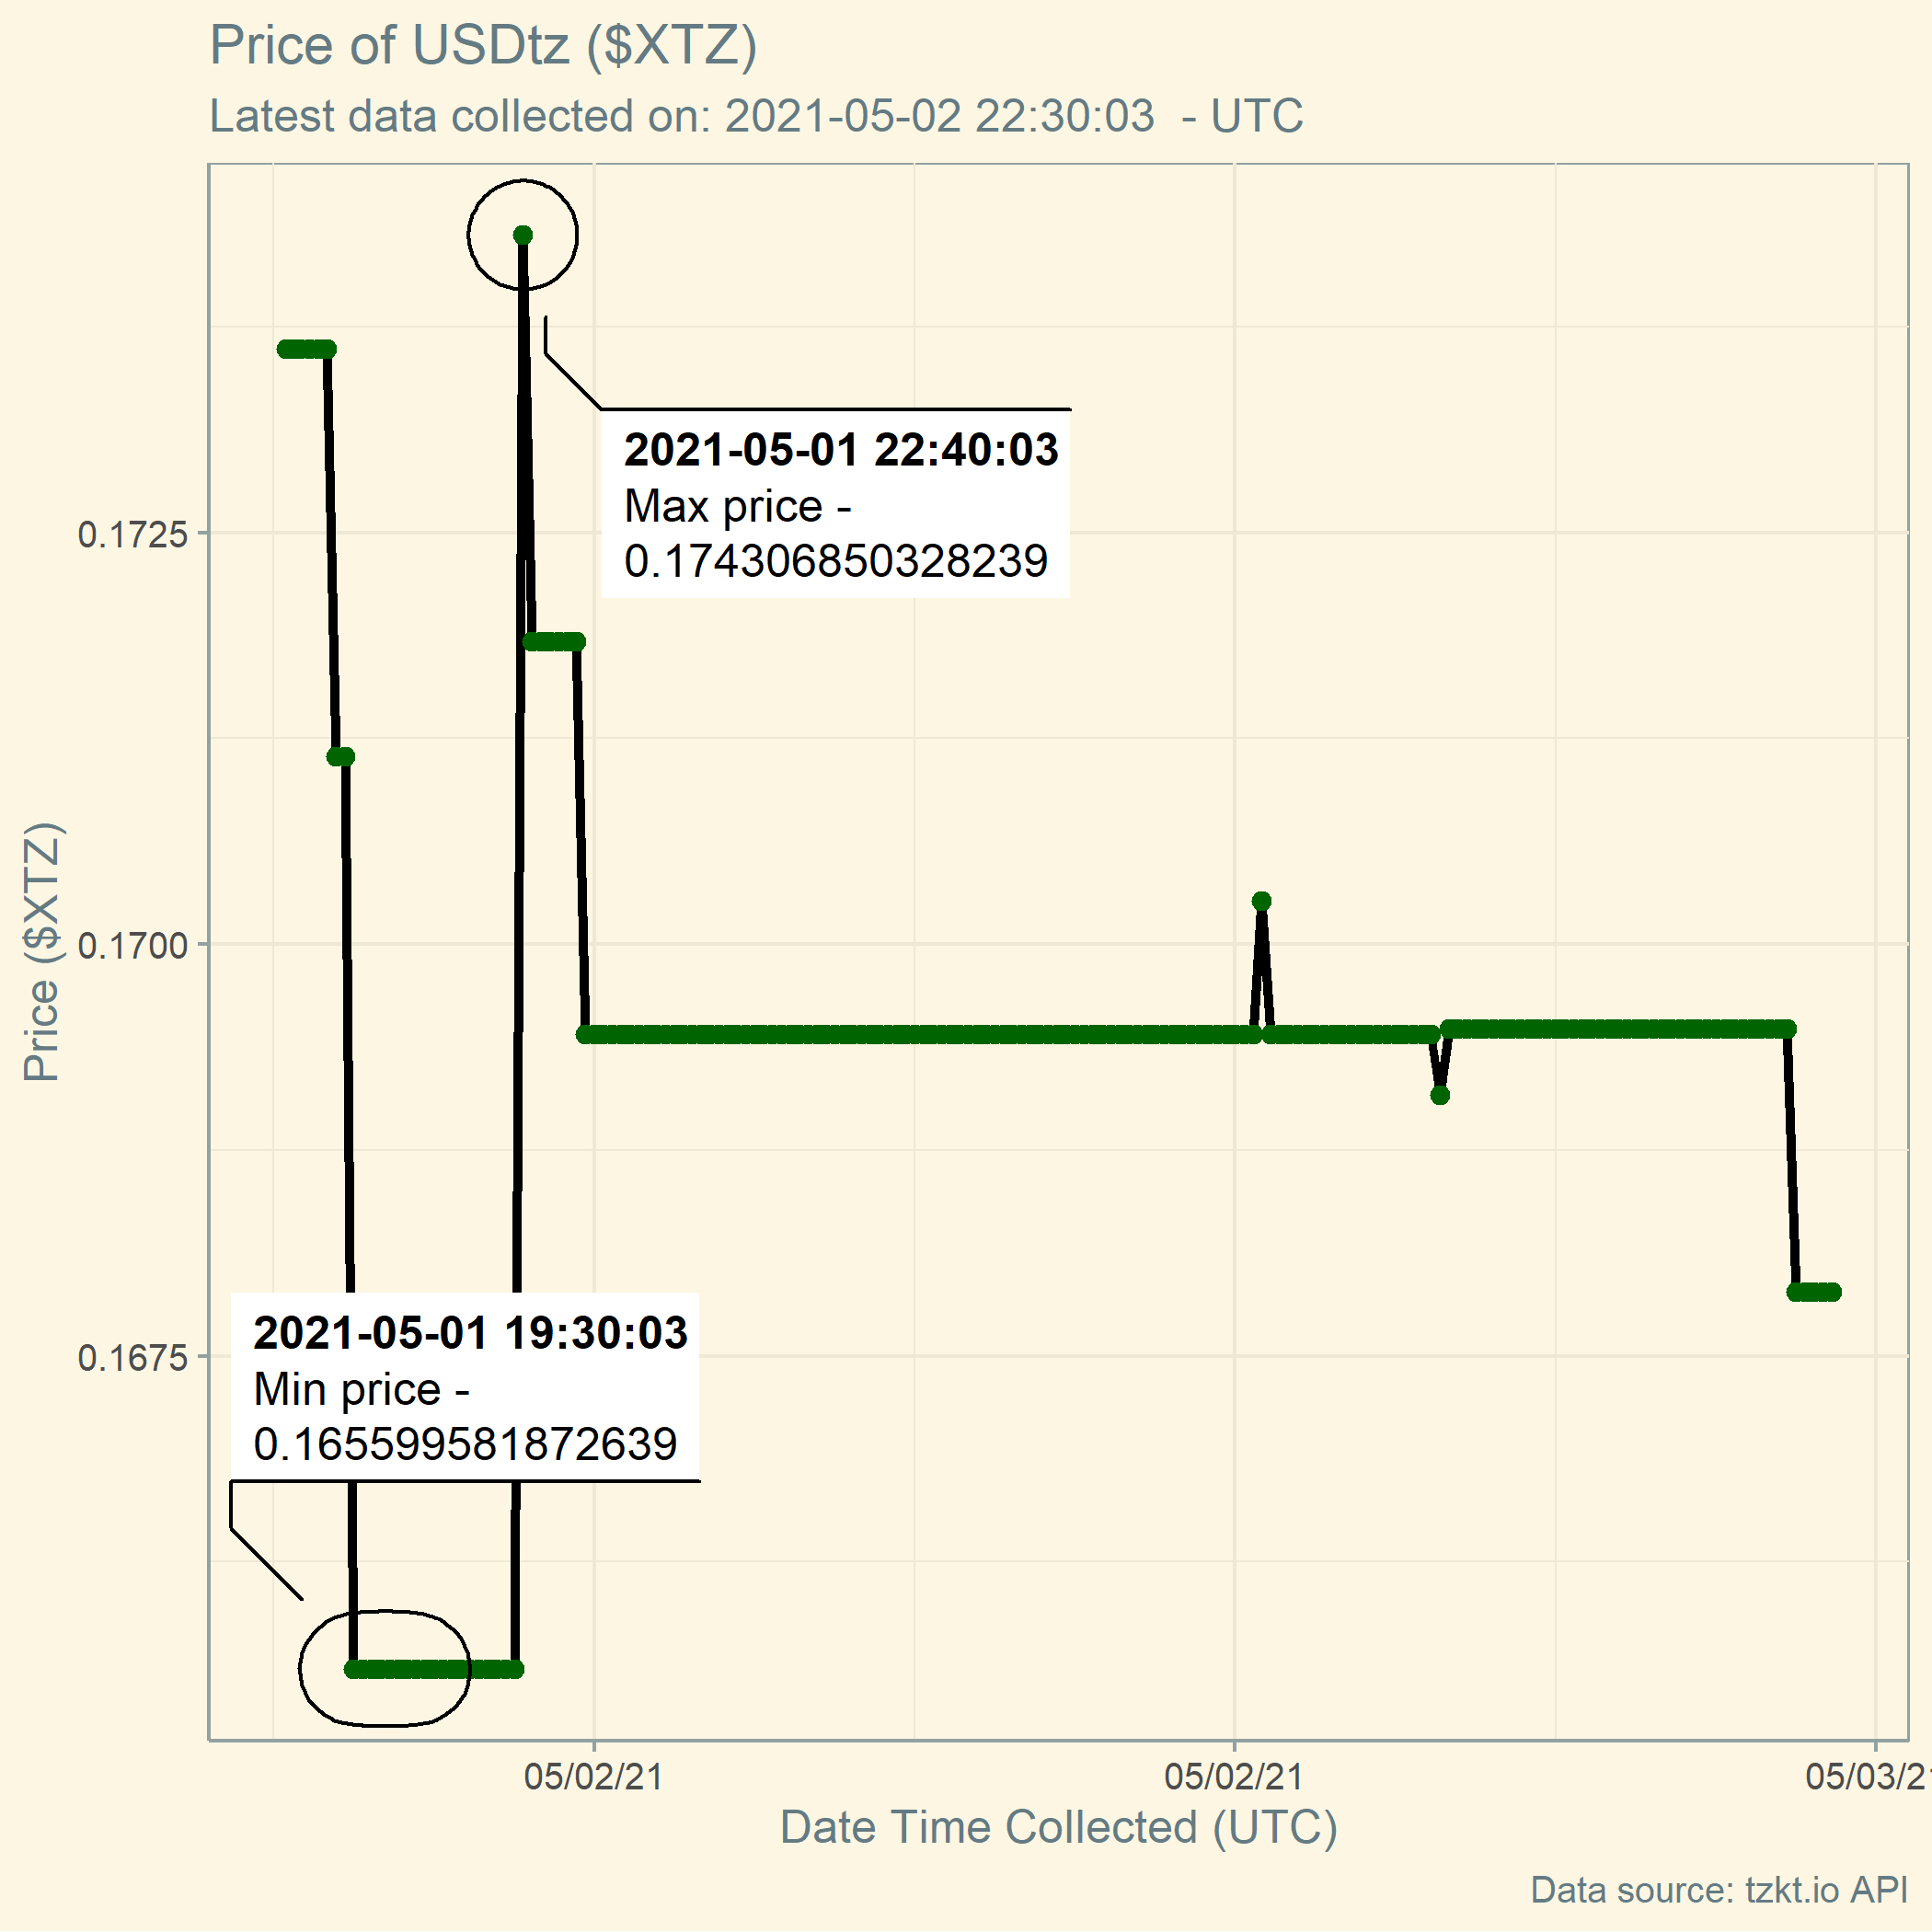 Price of USDtz ($XTZ)
Latest data collected on: 2021-05-02 22:30:03  - UTC
2021-05-01 22:40:03
Max price -
0.174306850328239
0.1725
0.1700
0.1675
Price ($XTZ)
2021-05-01 19:30:03
Min price -
0.165599581872639
05/02/21
05/02/21
05/03/21
Date Time Collected (UTC)
Data source: tzkt.io API